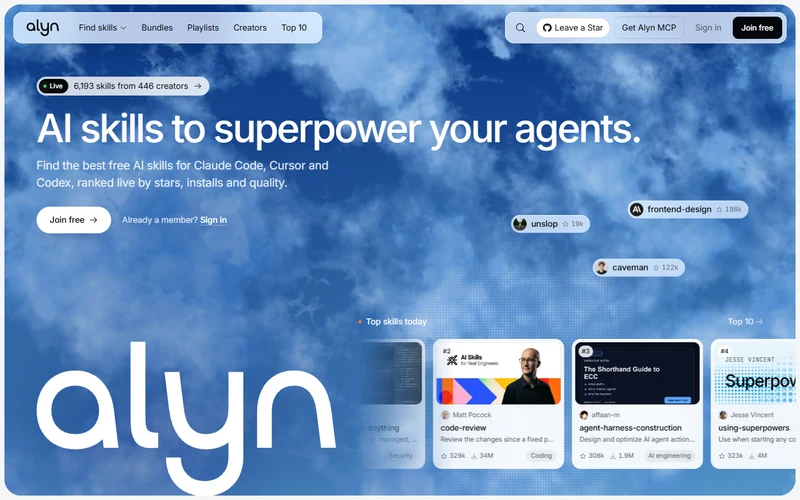 alyn
Find skills
Bundles
Playlists
Creators
Top 10
Leave a Star
Get Alyn MCP
Sign in
Join free
Live
6,193 skills from 446 creators →
AI skills to superpower your agents.
Find the best free AI skills for Claude Code, Cursor and
Codex, ranked live by stars, installs and quality.
Join free →
Already a member? Sign in
frontend-design 198k
unslop 19k
caveman 122k
Top skills today
Top 10 →
alyn
anything
managed, ...
Security
#2
AI Skills
for Real Engineers
Matt Pocock
code-review
Review the changes since a fixed p...
329k 34M
Coding
#3
The Shorthand Guide to
ECC
affaan-m
agent-harness-construction
Design and optimize AI agent action...
308k 1.9M
AI engineering
#4
JESSE VINCENT
Superpow
Jesse Vincent
using-superpowers
Use when starting any co
323k 4M